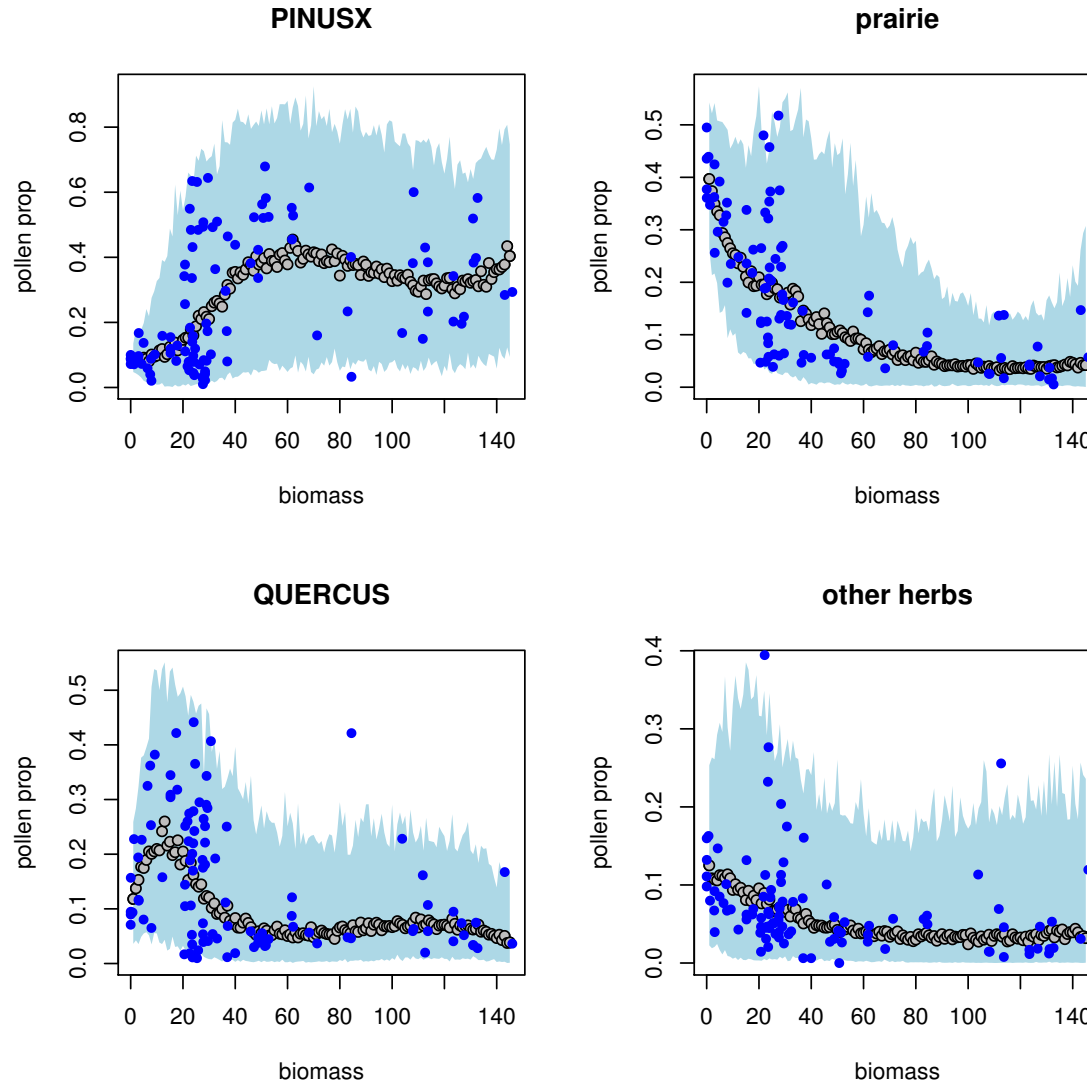 PINUSX
pollen prop
0.0 0.2 0.4 0.6 0.8
0 20 40 60 80 100 140
biomass
prairie
pollen prop
0.0 0.1 0.2 0.3 0.4 0.5
0 20 40 60 80 100 140
biomass
QUERCUS
pollen prop
0.0 0.1 0.2 0.3 0.4 0.5
0 20 40 60 80 100 140
biomass
other herbs
pollen prop
0.0 0.1 0.2 0.3 0.4
0 20 40 60 80 100 140
biomass